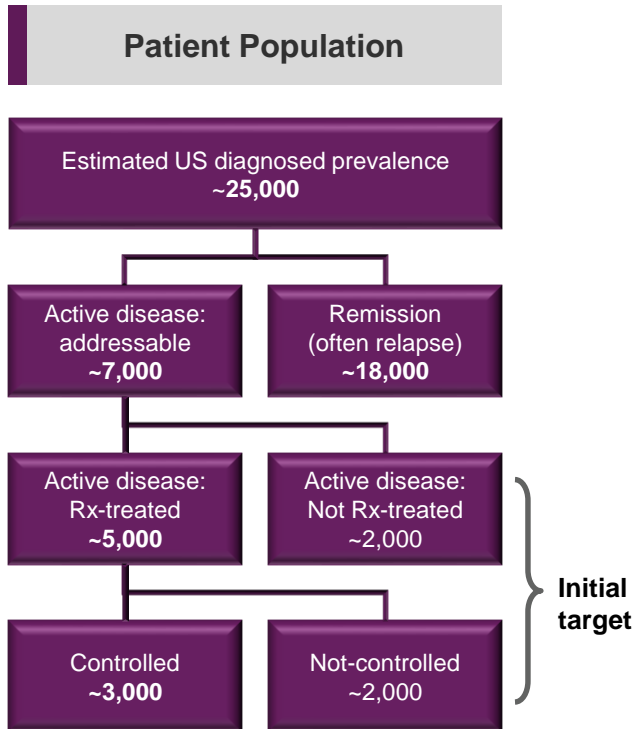 Patient Population
Estimated US diagnosed prevalence
~25,000
Active disease:
addressable
~7,000
Remission
(often relapse)
~18,000
Active disease:
Rx-treated
~5,000
Active disease:
Not Rx-treated
~2,000
Initial
target
Controlled
~3,000
Not-controlled
~2,000